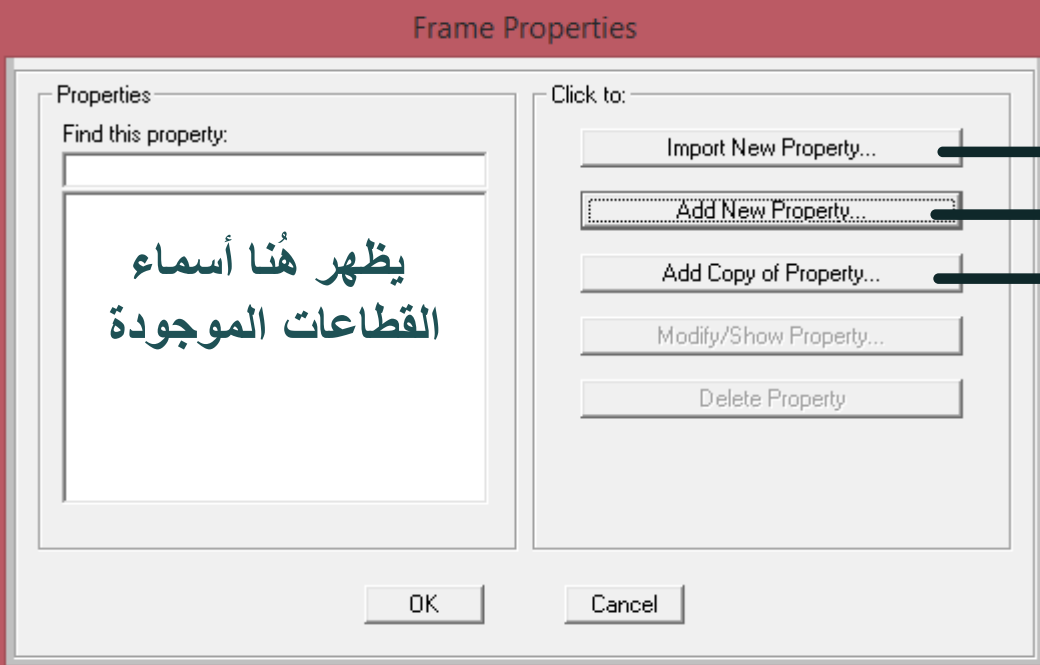 Frame Properties
Properties
Find this property:
يظهر هُنا أسماء
القطاعات الموجودة
Click to:
Import New Property...
Add New Property...
Add Copy of Property...
Modify/Show Property...
Delete Property
OK
Cancel